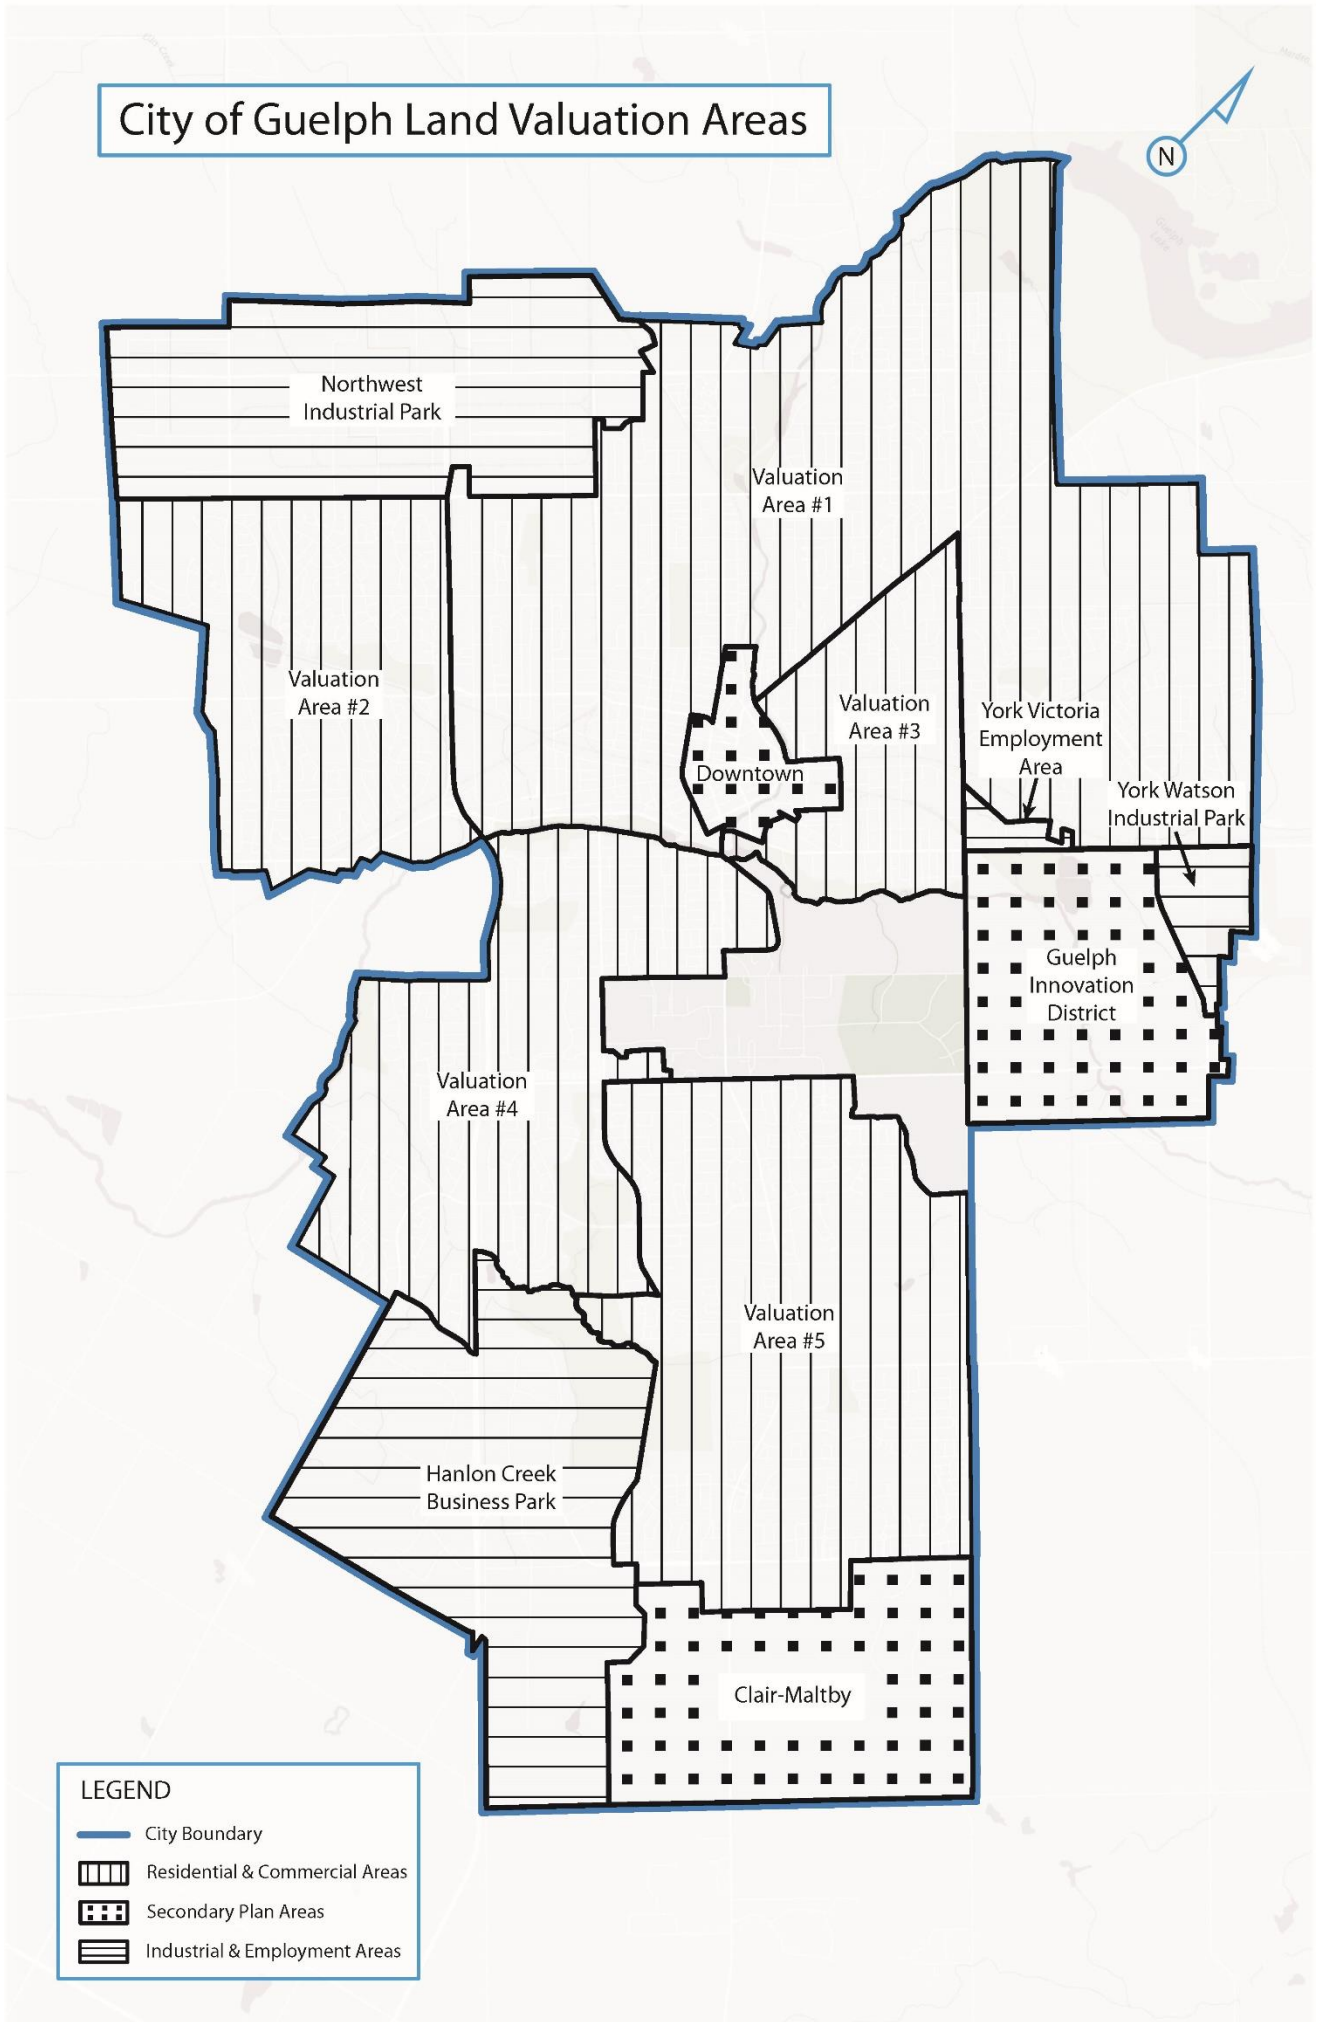 City of Guelph Land Valuation Areas
N
Guelph
Lake
Northwest
Industrial Park
Valuation
Area #1
Valuation
Area #2
Valuation
Area #3
York Victoria
Employment
Area
York Watson
Industrial Park
Downtown
Guelph
Innovation
District
Valuation
Area #4
Valuation
Area #5
Hanlon Creek
Business Park
Clair-Maltby
LEGEND
City Boundary
Residential & Commercial Areas
Secondary Plan Areas
Industrial & Employment Areas